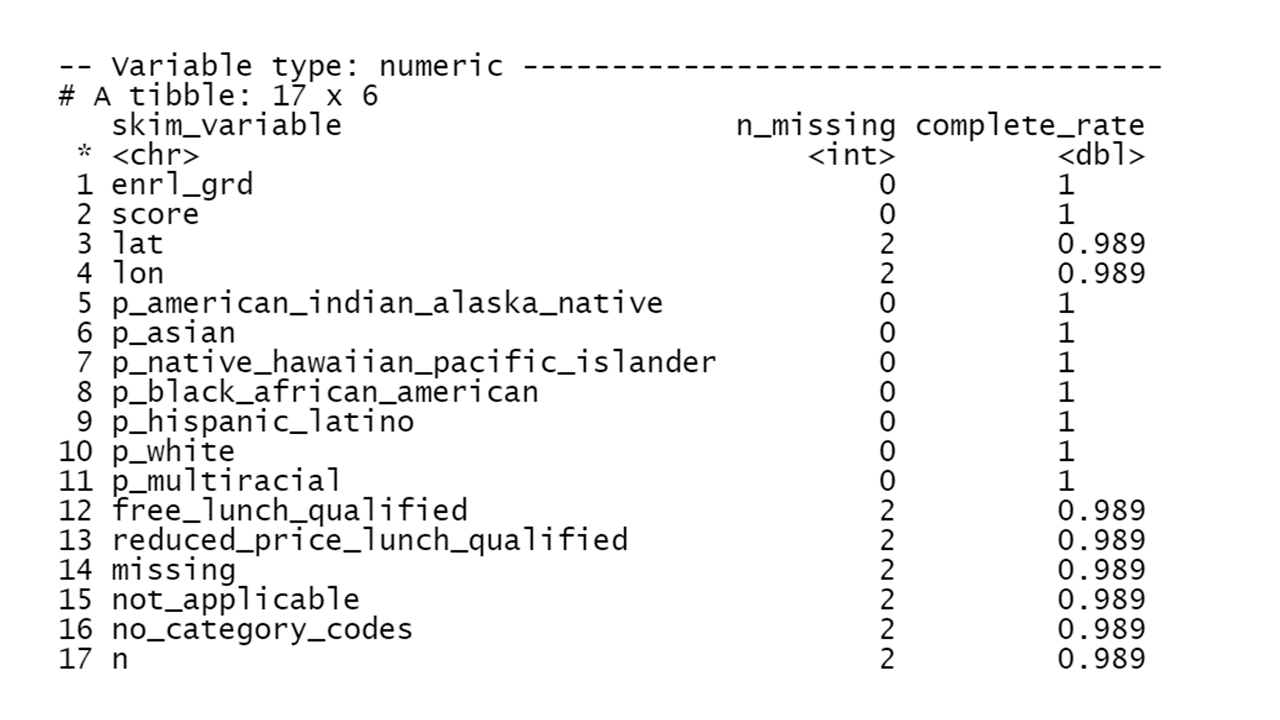 -- Variable type: numeric ------------------------------------
# A tibble: 17 x 6
   skim_variable                       n_missing complete_rate
 * <chr>                                   <int>         <dbl>
 1 enrl_grd                                    0         1
 2 score                                       0         1
 3 lat                                         2         0.989
 4 lon                                         2         0.989
 5 p_american_indian_alaska_native             0         1
 6 p_asian                                     0         1
 7 p_native_hawaiian_pacific_islander          0         1
 8 p_black_african_american                    0         1
 9 p_hispanic_latino                           0         1
10 p_white                                     0         1
11 p_multiracial                               0         1
12 free_lunch_qualified                        2         0.989
13 reduced_price_lunch_qualified               2         0.989
14 missing                                     2         0.989
15 not_applicable                              2         0.989
16 no_category_codes                           2         0.989
17 n                                           2         0.989